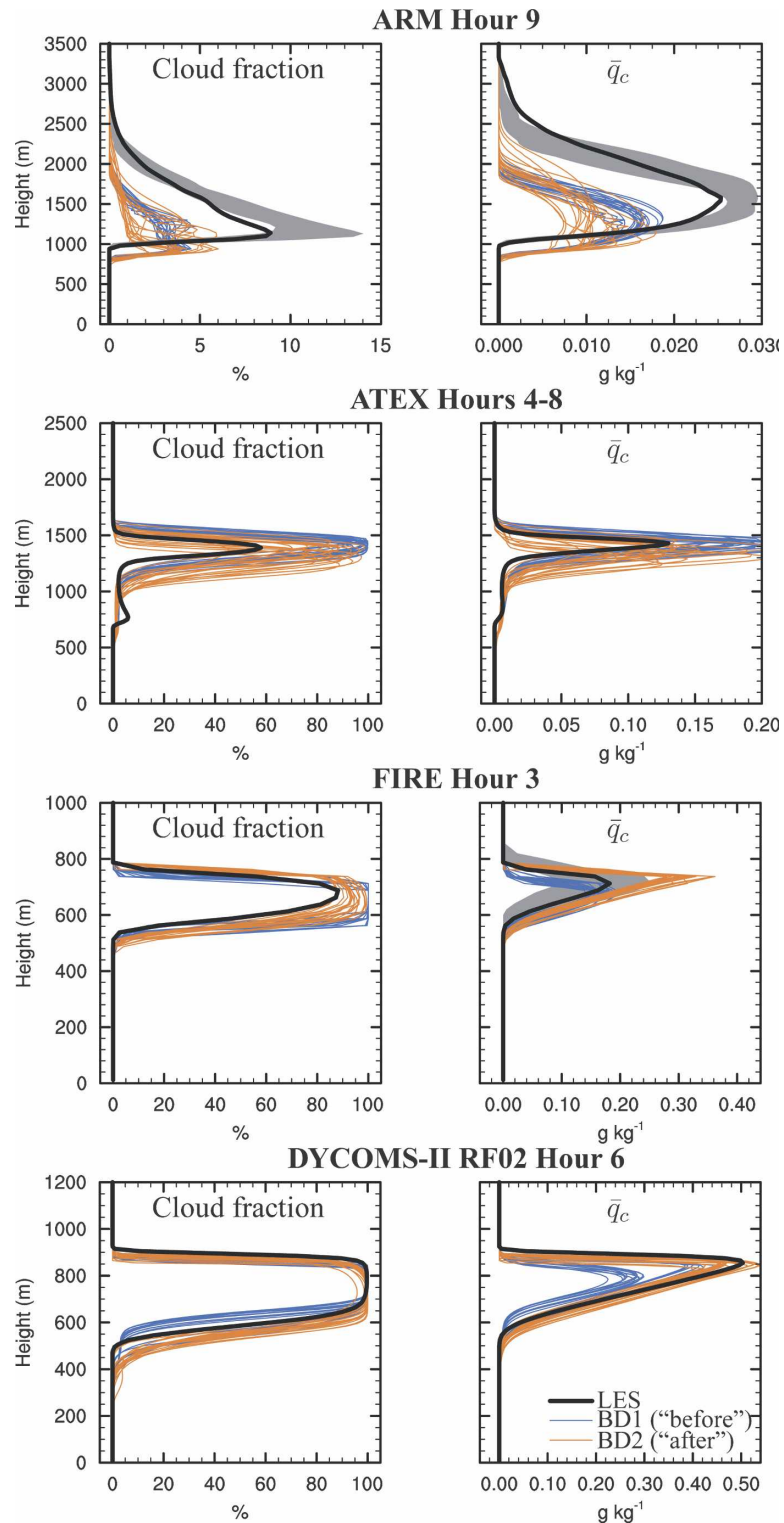 ARM Hour 9
Cloud fraction
q̄c
Height (m)
3500
3000
2500
2000
1500
1000
500
0
0 5 10 15
%
0.000 0.010 0.020 0.030
g kg⁻¹
ATEX Hours 4-8
Cloud fraction
q̄c
Height (m)
2500
2000
1500
1000
500
0
0 20 40 60 80 100
%
0.00 0.05 0.10 0.15 0.20
g kg⁻¹
FIRE Hour 3
Cloud fraction
q̄c
Height (m)
1000
800
600
400
200
0
0 20 40 60 80 100
%
0.00 0.10 0.20 0.30 0.40
g kg⁻¹
DYCOMS-II RF02 Hour 6
Cloud fraction
q̄c
Height (m)
1200
1000
800
600
400
200
0
0 20 40 60 80 100
%
LES
BD1 (“before”)
BD2 (“after”)
0.00 0.10 0.20 0.30 0.40 0.50
g kg⁻¹